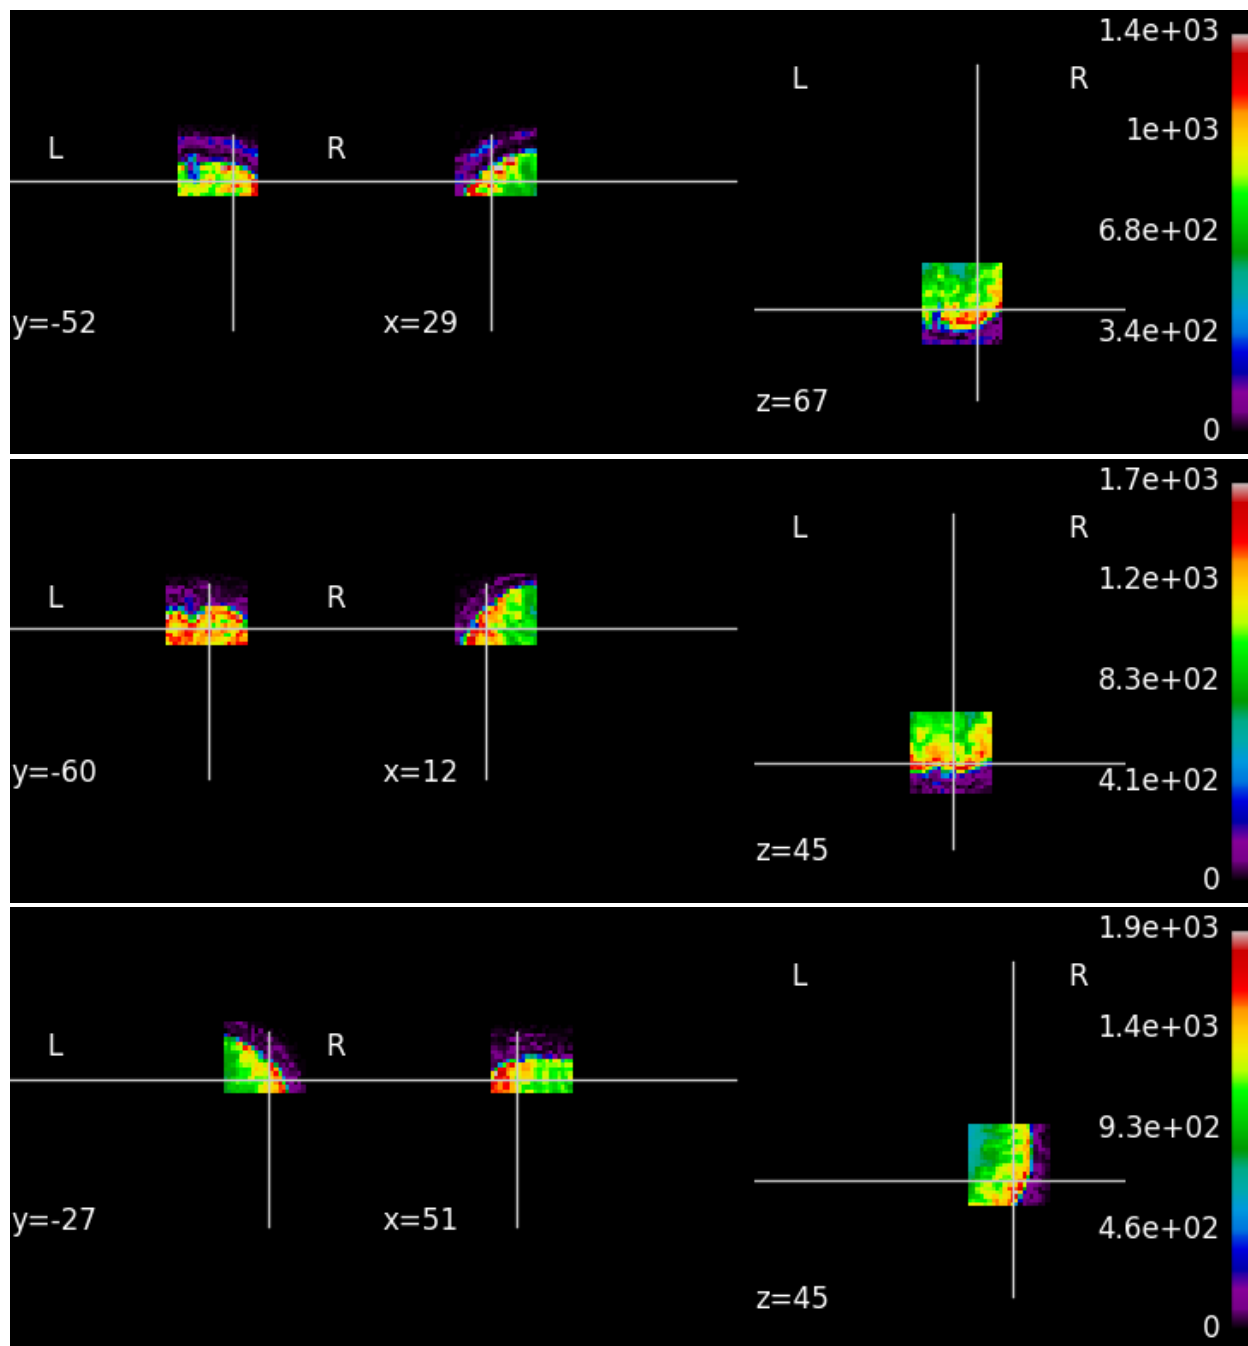 1.4e+03
L R
1e+03
L R
6.8e+02
y=-52 x=29
3.4e+02
z=67
0
1.7e+03
L R
1.2e+03
L R
8.3e+02
y=-60 x=12
4.1e+02
z=45
0
1.9e+03
L R
1.4e+03
L R
9.3e+02
y=-27 x=51
4.6e+02
z=45
0